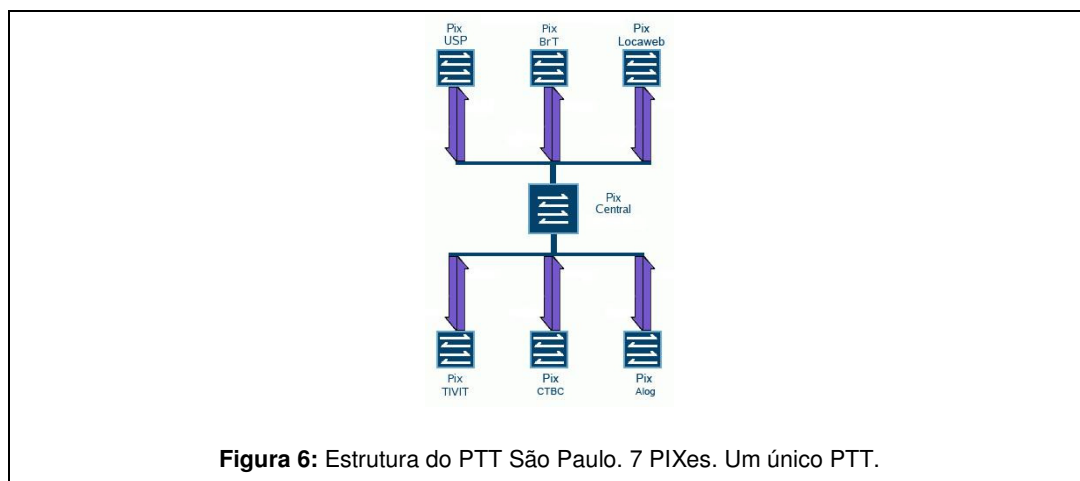 Pix
USP
Pix
BrT
Pix
Locaweb
Pix
Central
Pix
TIVIT
Pix
CTBC
Pix
Alog
Figura 6: Estrutura do PTT São Paulo. 7 PIXes. Um único PTT.